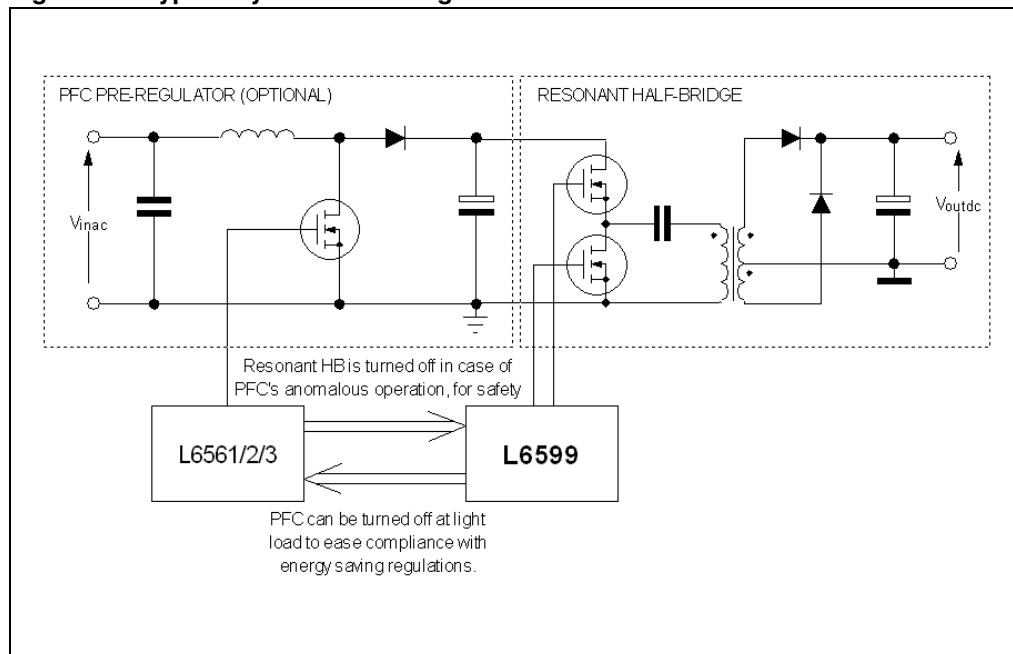 PFC PRE-REGULATOR (OPTIONAL)
RESONANT HALF-BRIDGE
Vinac
Voutdc
Resonant HB is turned off in case of
PFC's anomalous operation, for safety
L6561/2/3
L6599
PFC can be turned off at light
load to ease compliance with
energy saving regulations.